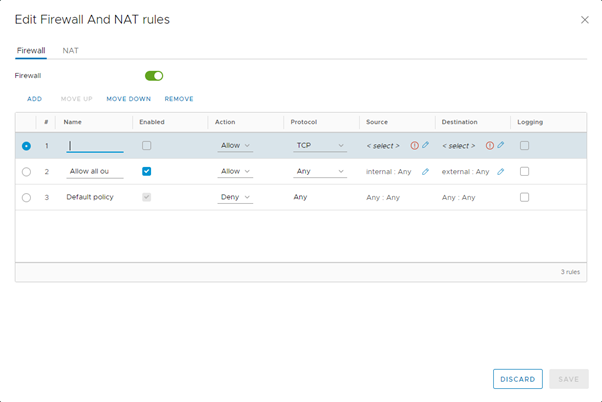 Edit Firewall And NAT rules
Firewall NAT
Firewall
ADD MOVE UP MOVE DOWN REMOVE
# Name Enabled Action Protocol Source Destination Logging
1 Allow TCP < select > < select >
2 Allow all ou Allow Any internal : Any external : Any
3 Default policy Deny Any Any : Any Any : Any
3 rules
DISCARD SAVE